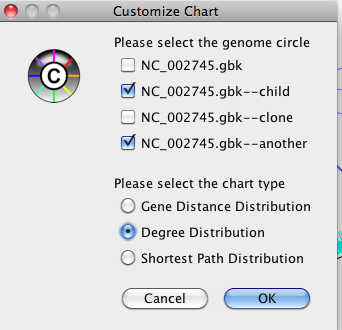 Customize Chart
Please select the genome circle
C
NC_002745.gbk
NC_002745.gbk--child
NC_002745.gbk--clone
NC_002745.gbk--another
Please select the chart type
Gene Distance Distribution
Degree Distribution
Shortest Path Distribution
Cancel OK